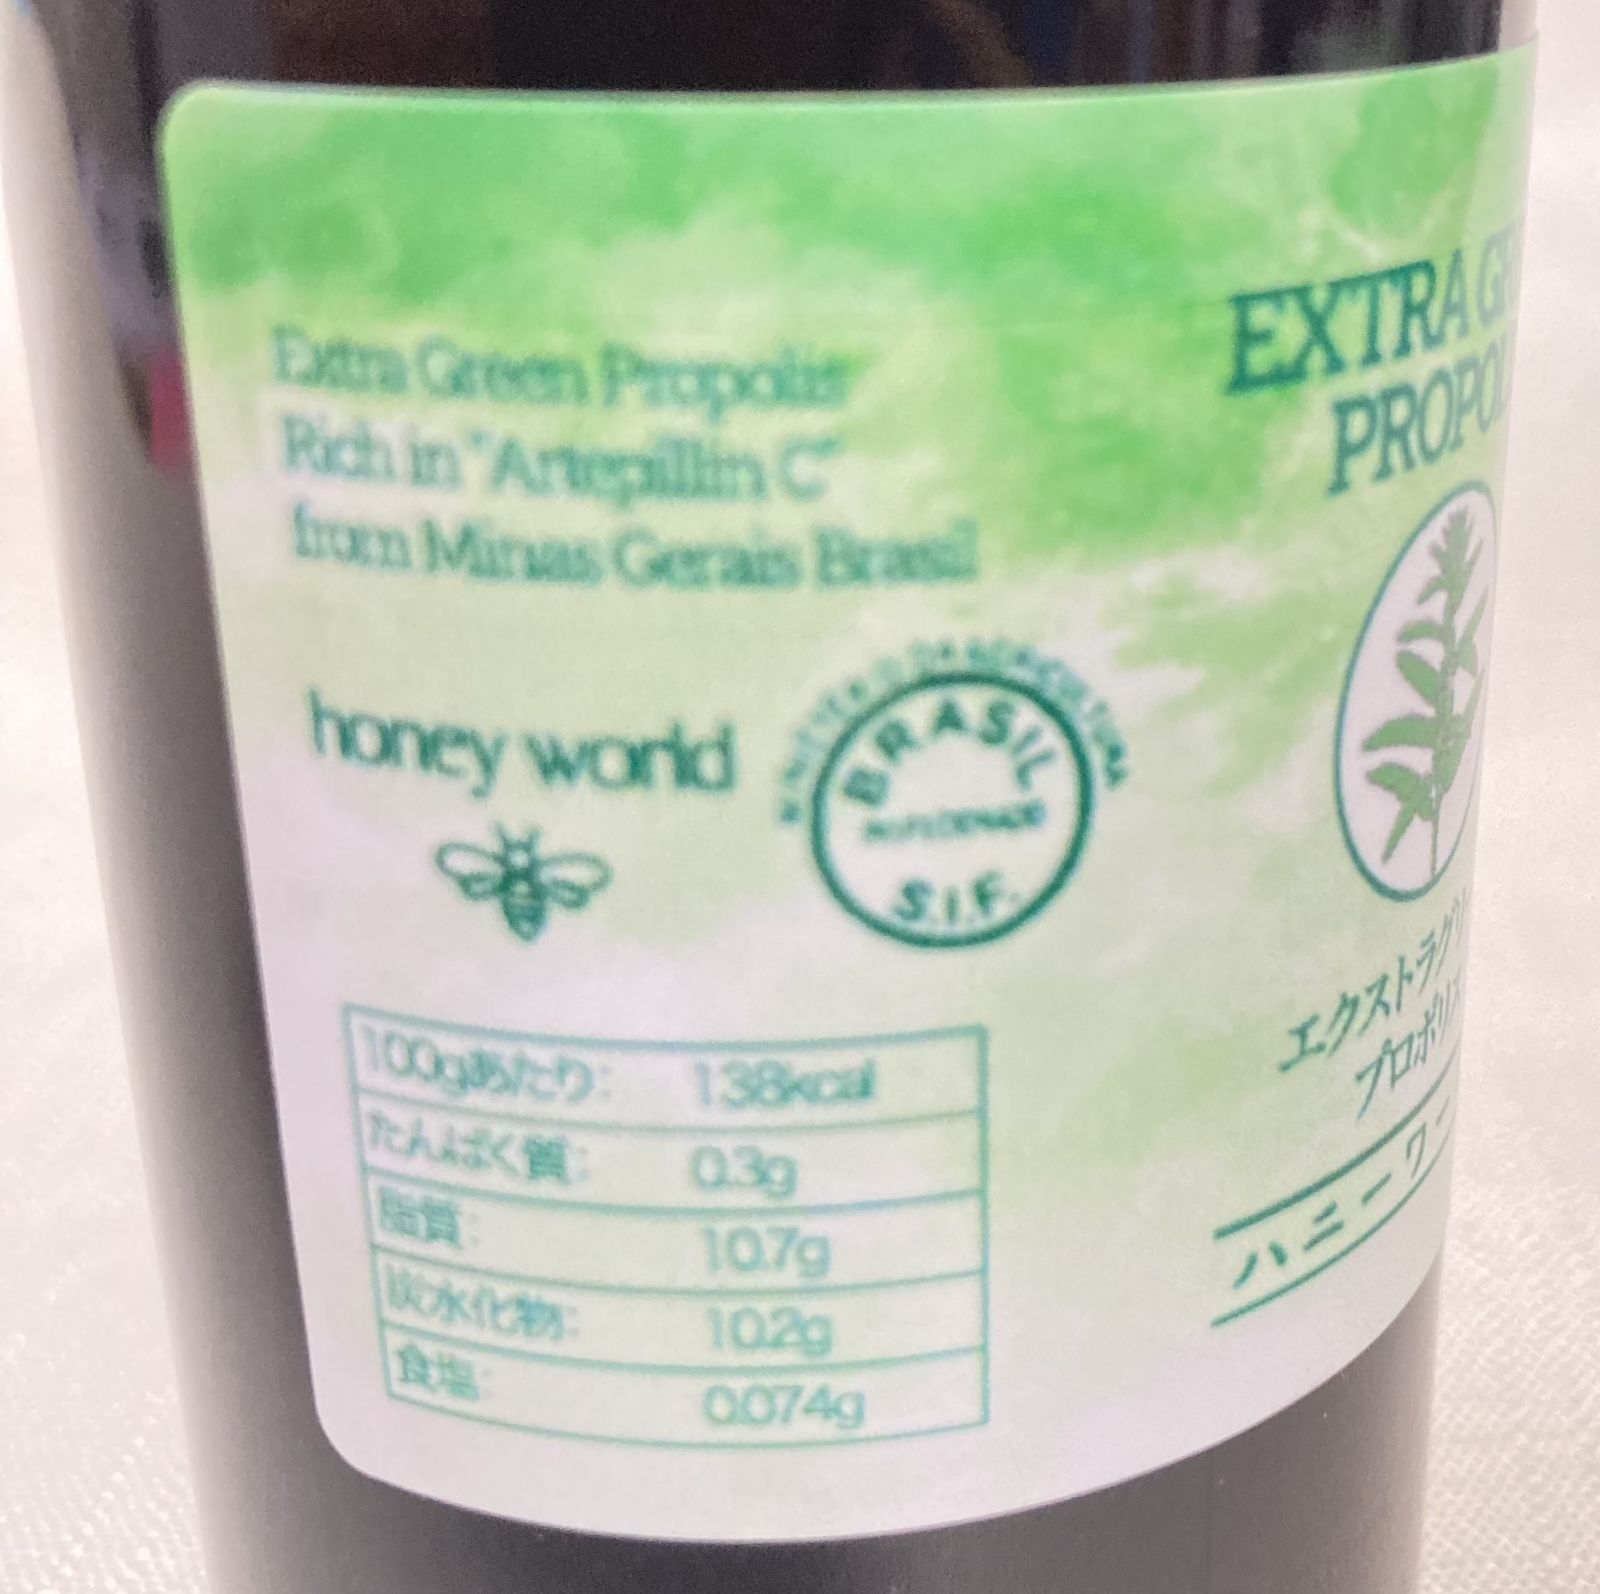 Extra Green Propolis
Rich in "Artepillin C"
from Minas Gerais Brasil
honey world
BRASIL
S.I.F.
100gあたり: 138kcal
たんぱく質: 0.3g
脂質: 10.7g
炭水化物: 10.2g
食塩: 0.074g
EXTRA
PROPOL
エクストラグリ
プロポリス
ハニーワ